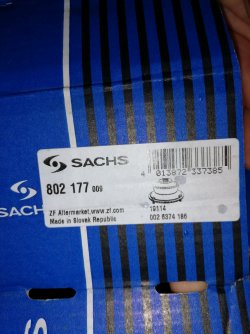 SACHS
802 177 009
4 013872 337385
ZF Aftermarket,www.zf.com
Made in Slovak Republic
19114
002 6374 186
SACHS